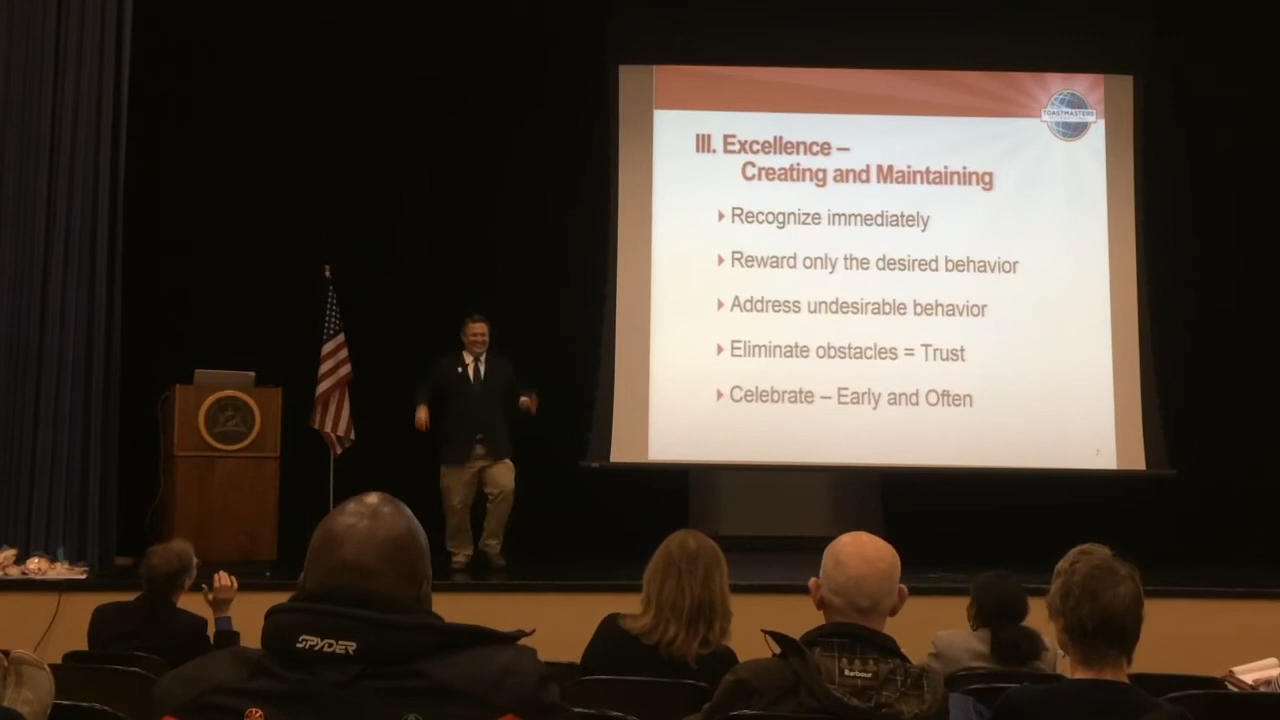 TOASTMASTERS
INTERNATIONAL
III. Excellence –
Creating and Maintaining
Recognize immediately
Reward only the desired behavior
Address undesirable behavior
Eliminate obstacles = Trust
Celebrate – Early and Often
SPYDER
Barbour